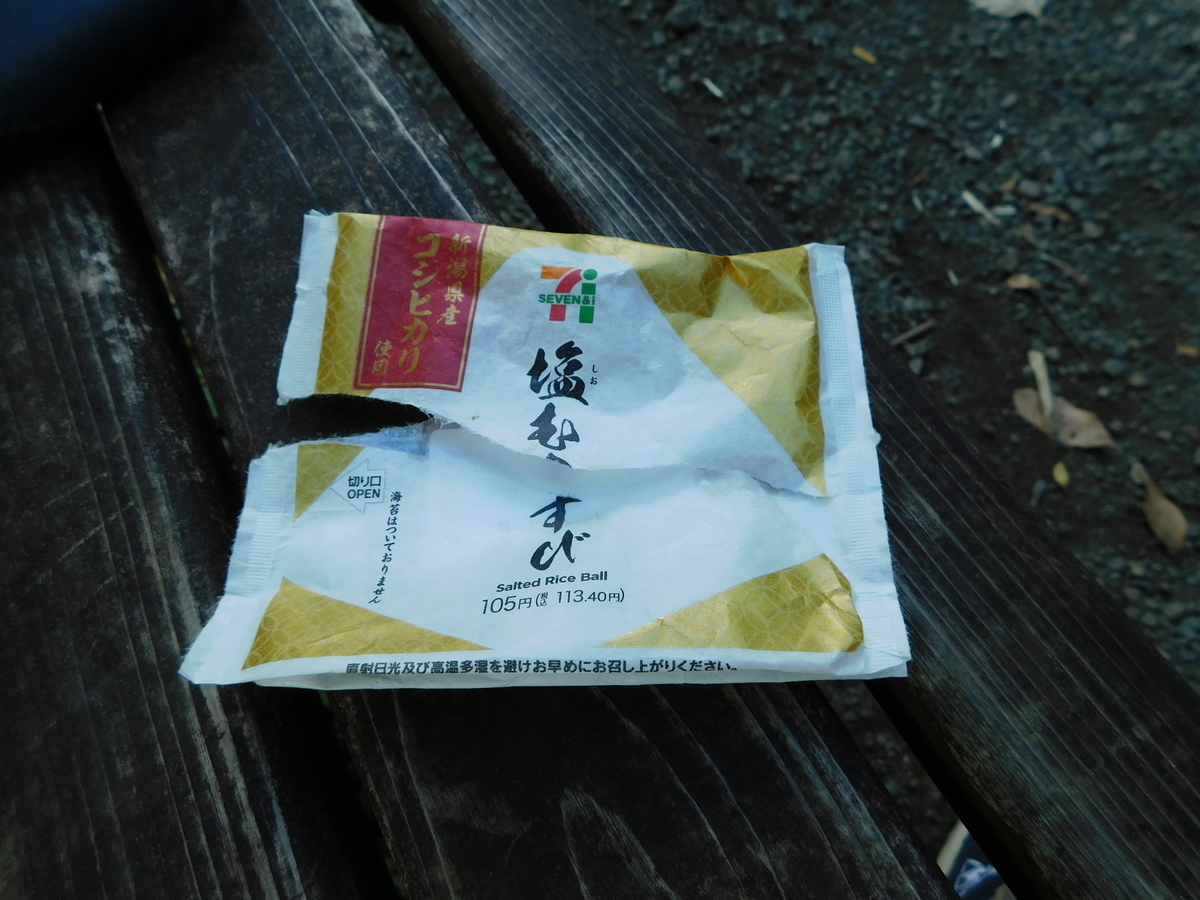 新潟県産
コシヒカリ
使用
SEVEN&i
塩むすび
しお
切り口
OPEN
海苔はついておりません
Salted Rice Ball
105円(税込 113.40円)
直射日光及び高温多湿を避けお早めにお召し上がりください。